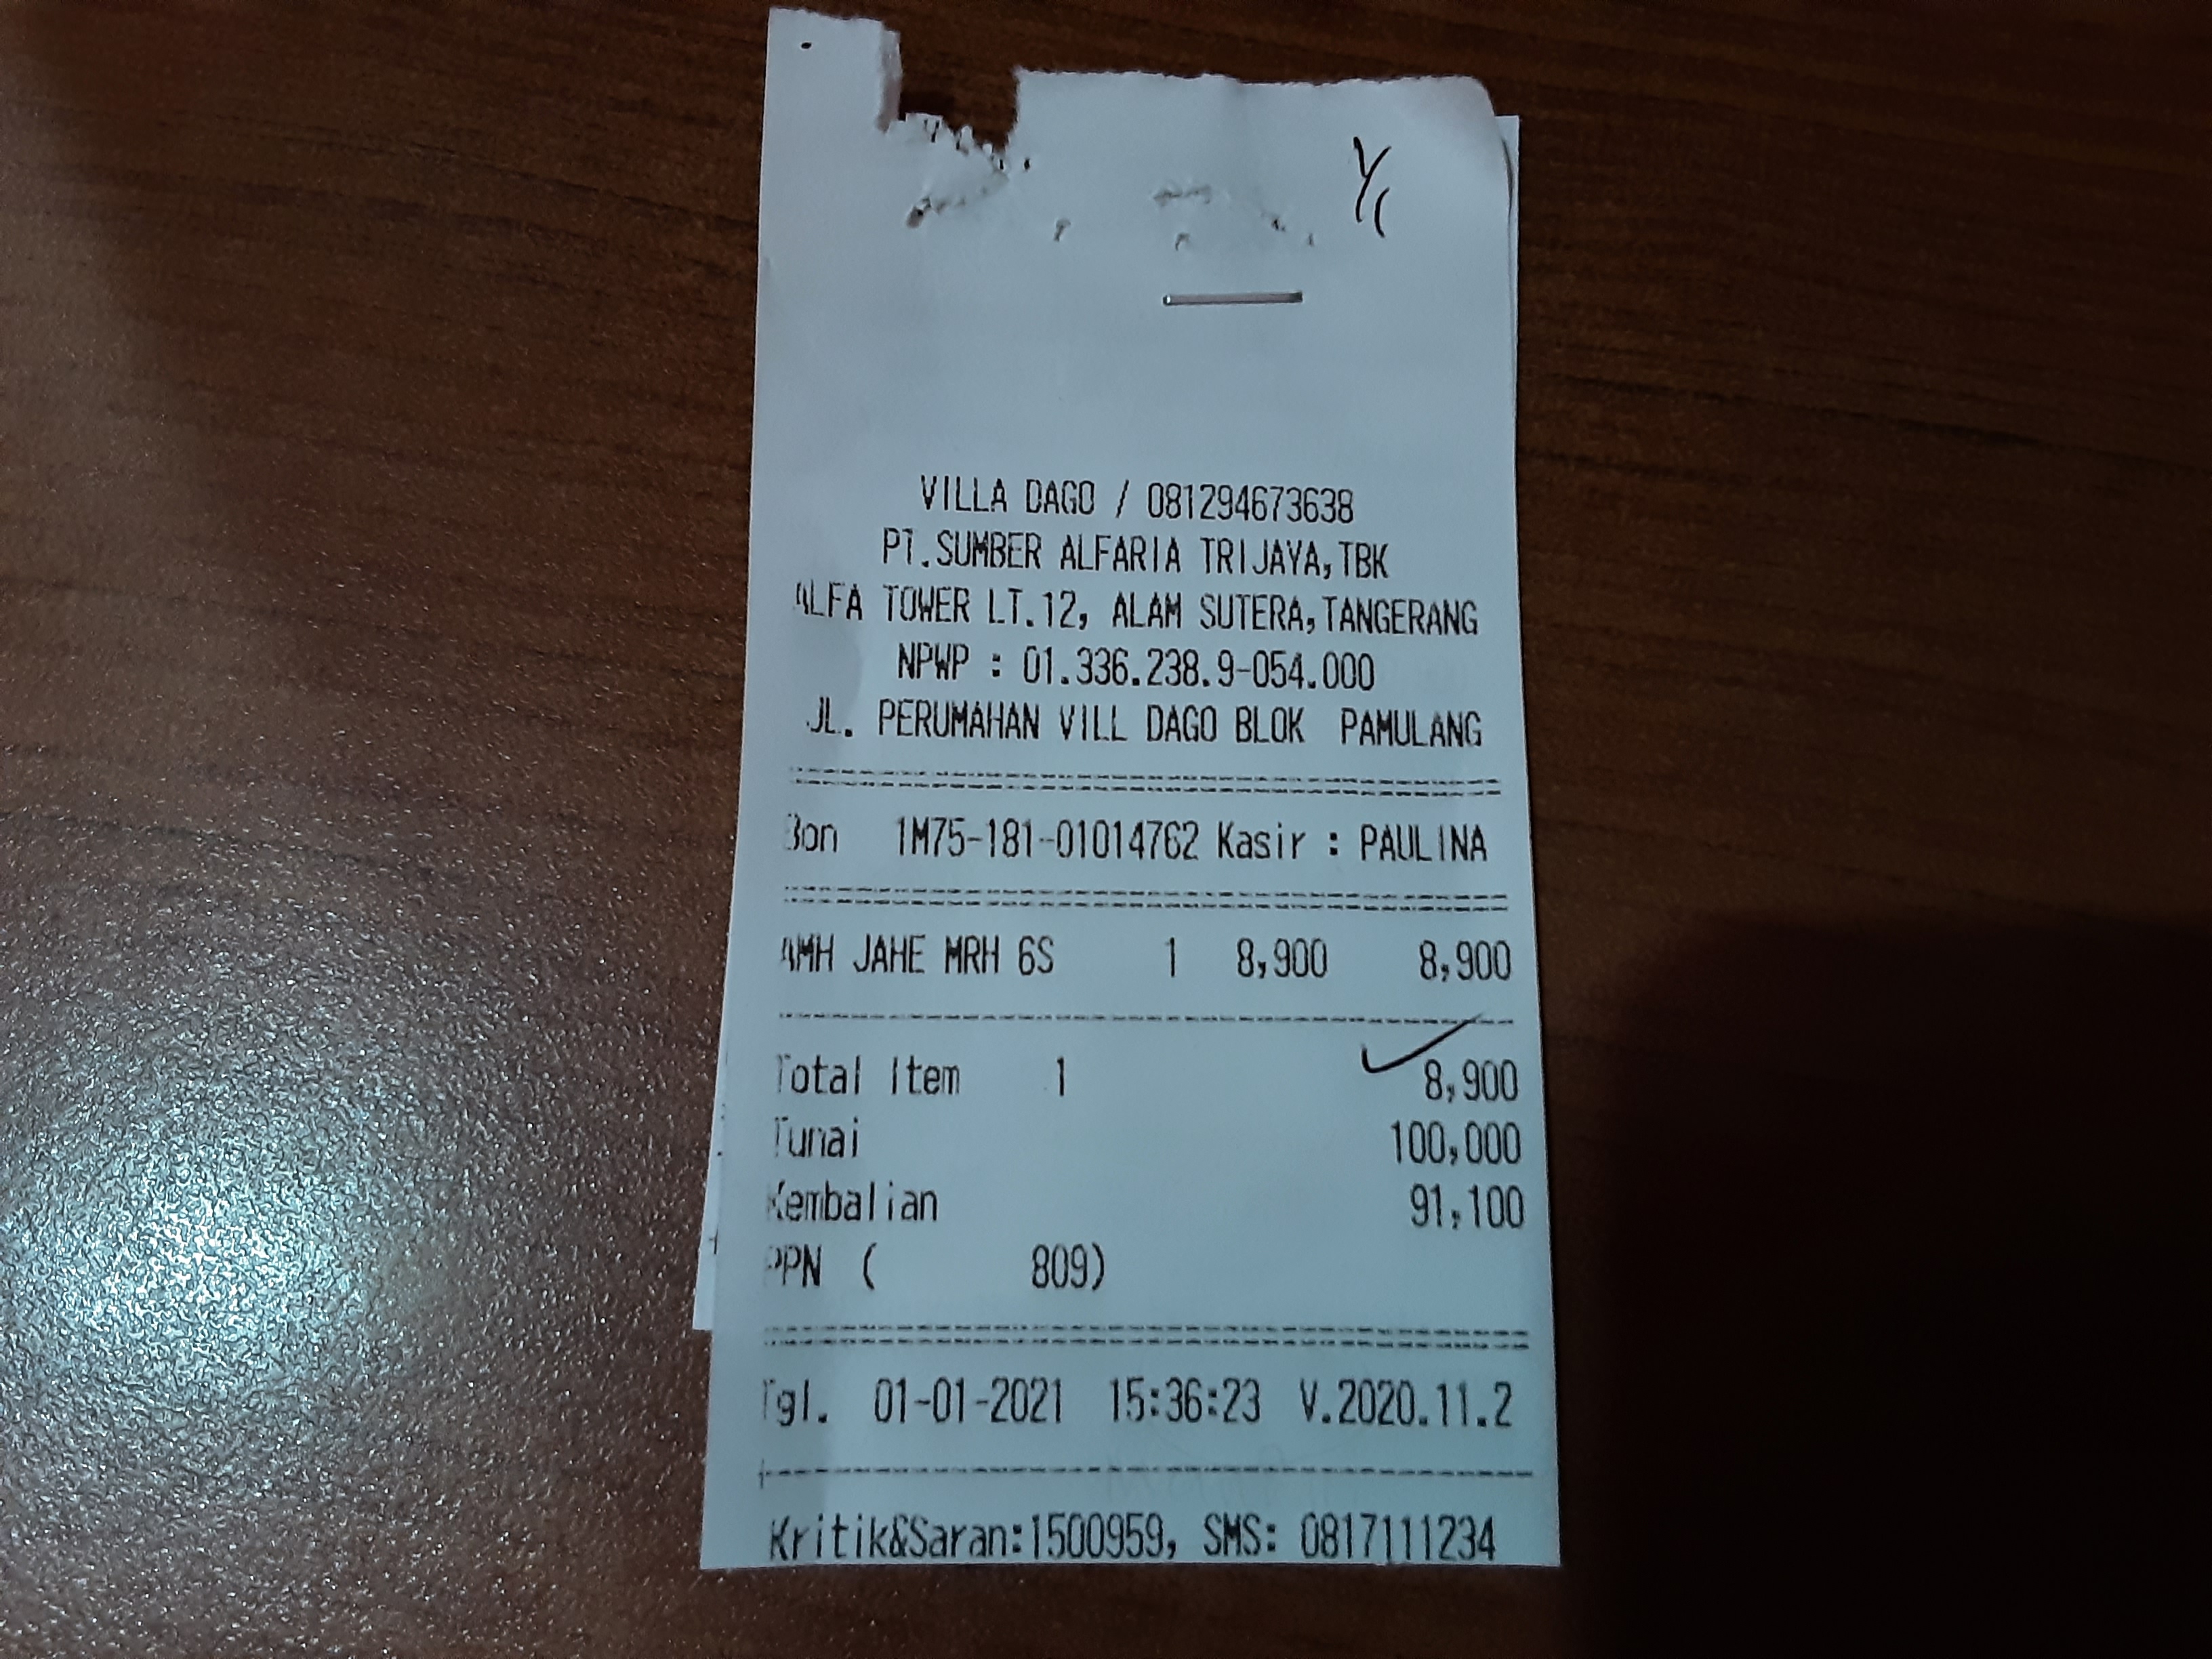 1/1
VILLA DAGO / 081294673638
PT.SUMBER ALFARIA TRIJAYA,TBK
ALFA TOWER LT.12, ALAM SUTERA,TANGERANG
NPWP : 01.336.238.9-054.000
JL. PERUMAHAN VILL DAGO BLOK PAMULANG
Bon 1M75-181-01014762 Kasir : PAULINA
AMH JAHE MRH 6S 1 8,900 8,900
Total Item 1 8,900
Tunai 100,000
Kembalian 91,100
PPN ( 809)
Tgl. 01-01-2021 15:36:23 V.2020.11.2
Kritik&Saran:1500959, SMS: 0817111234